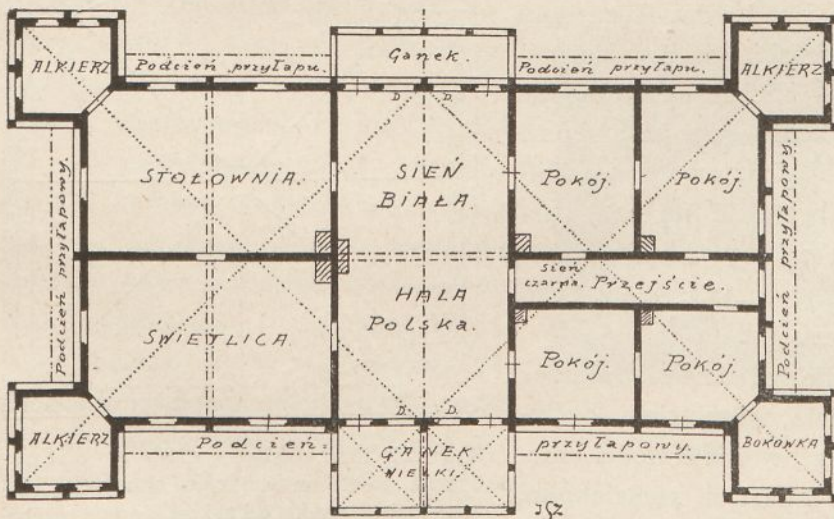 ALKIERZ
Podcień przyłapu.
Ganek.
Podcień przyłapu.
ALKIERZ
D. D.
STOŁOWNIA.
SIEŃ
BIAŁA.
Pokój.
Pokój.
Podcień przyłapowy.
Podcień przyłapowy.
sień
czarna.
Przejście.
HALA
Polska.
ŚWIETLICA.
Pokój.
Pokój.
D. D.
ALKIERZ
Podcień.
GANEK
WIELKI.
przyłapowy.
BOKÓWKA